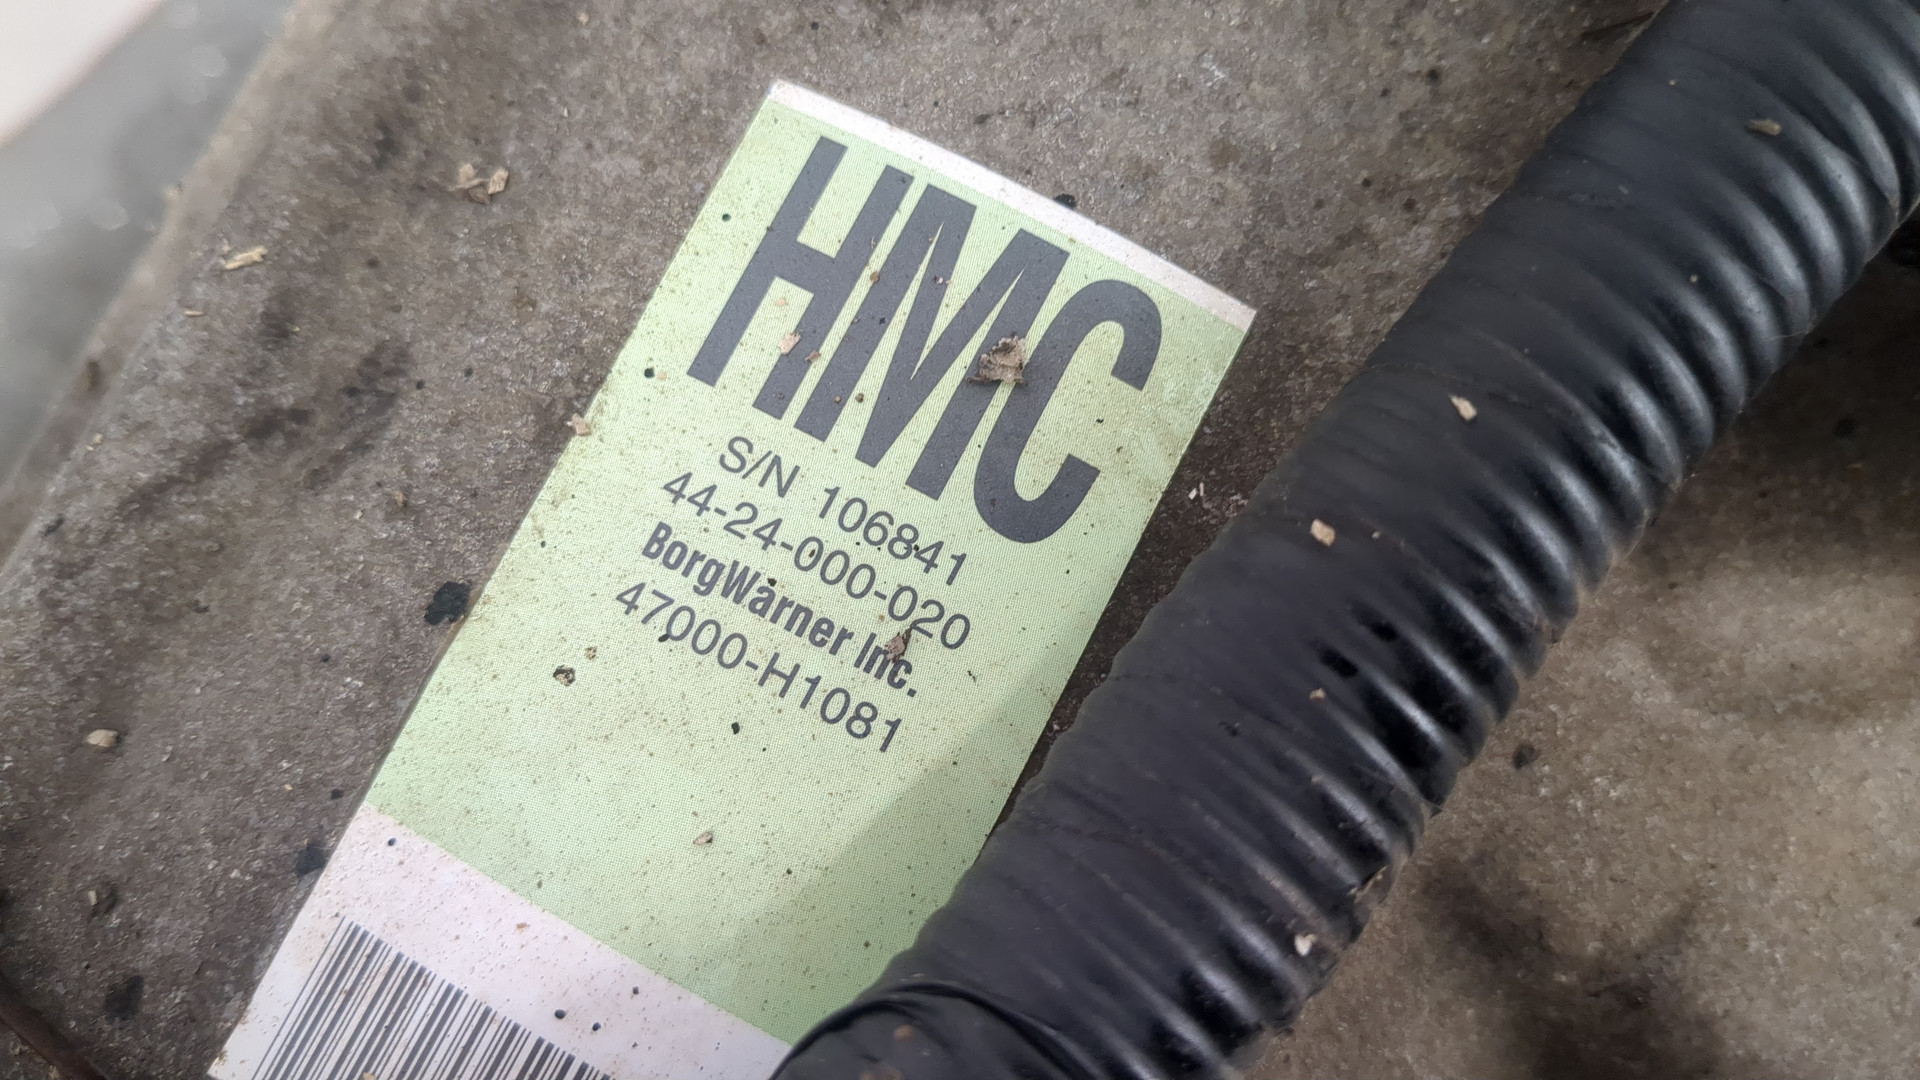 HMC
S/N 106841
44-24-000-020
BorgWarner Inc.
47000-H1081